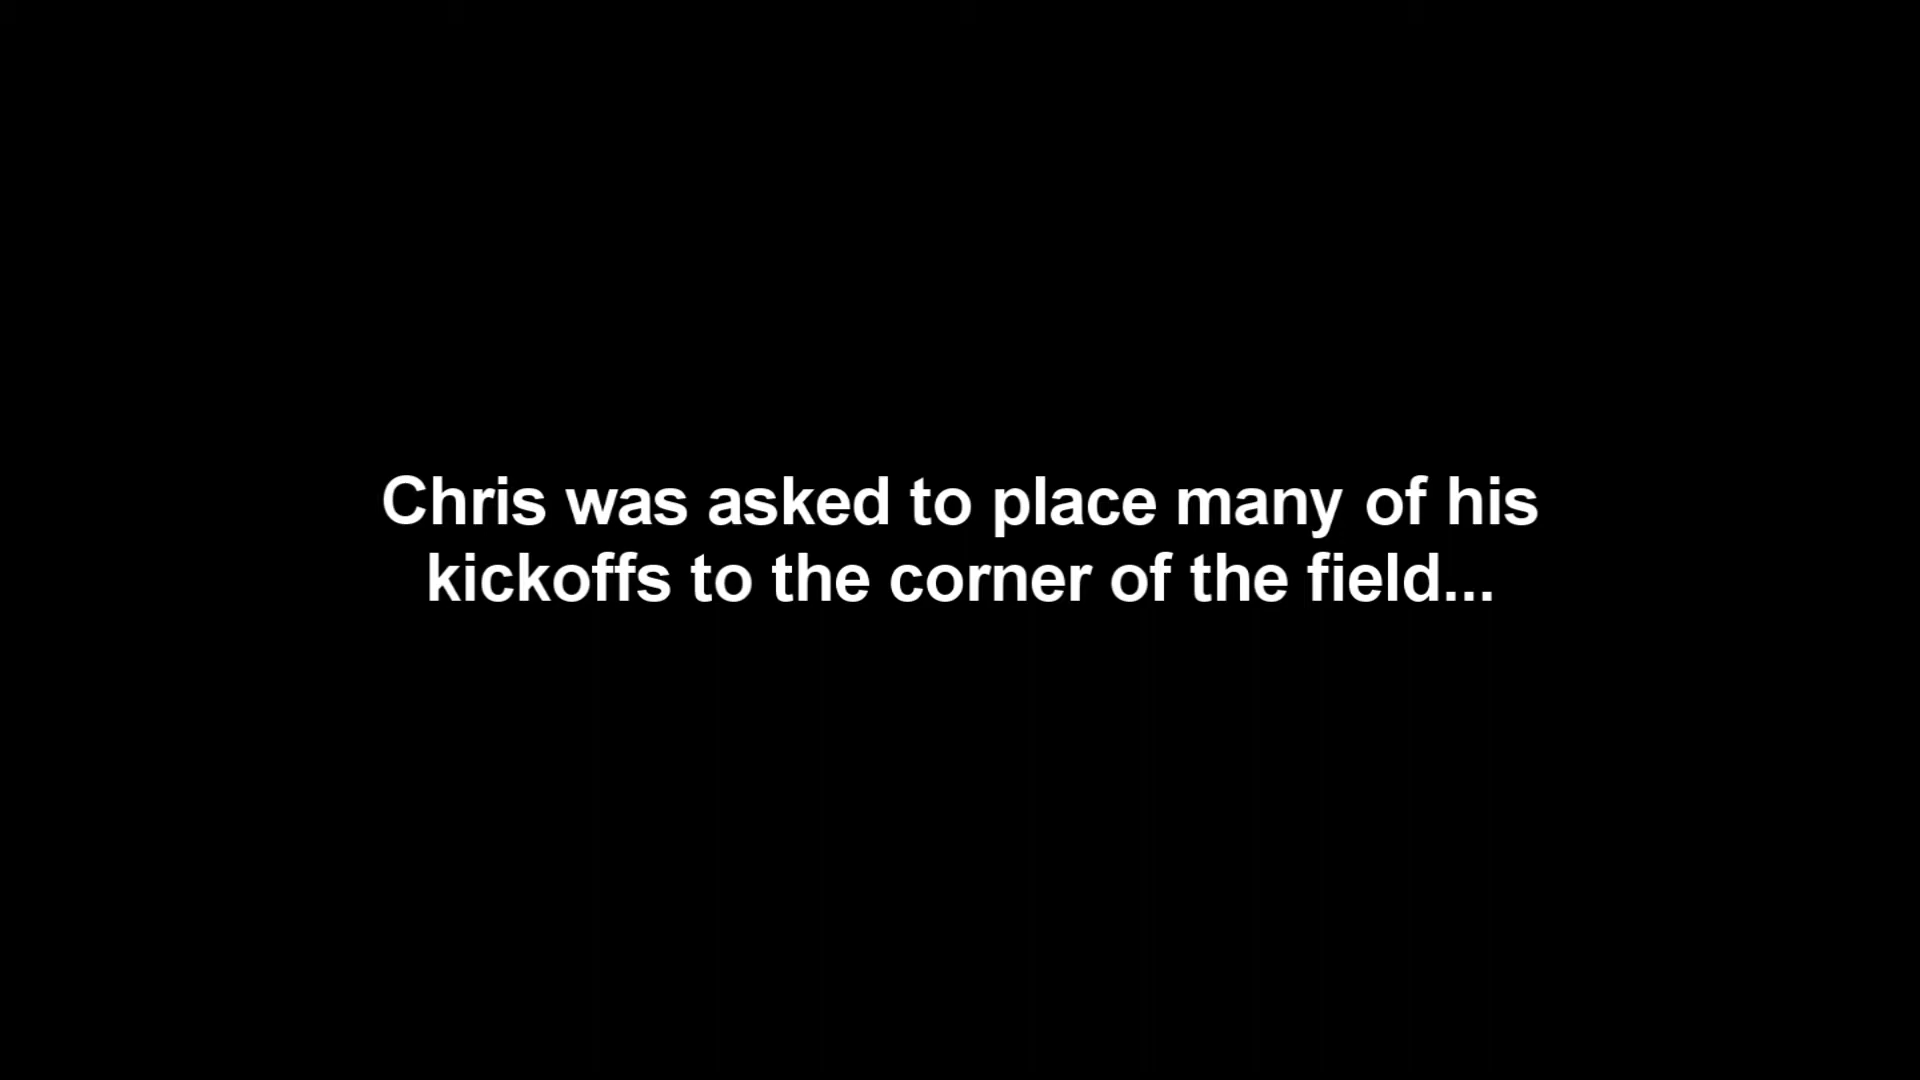 Chris was asked to place many of his
kickoffs to the corner of the field...